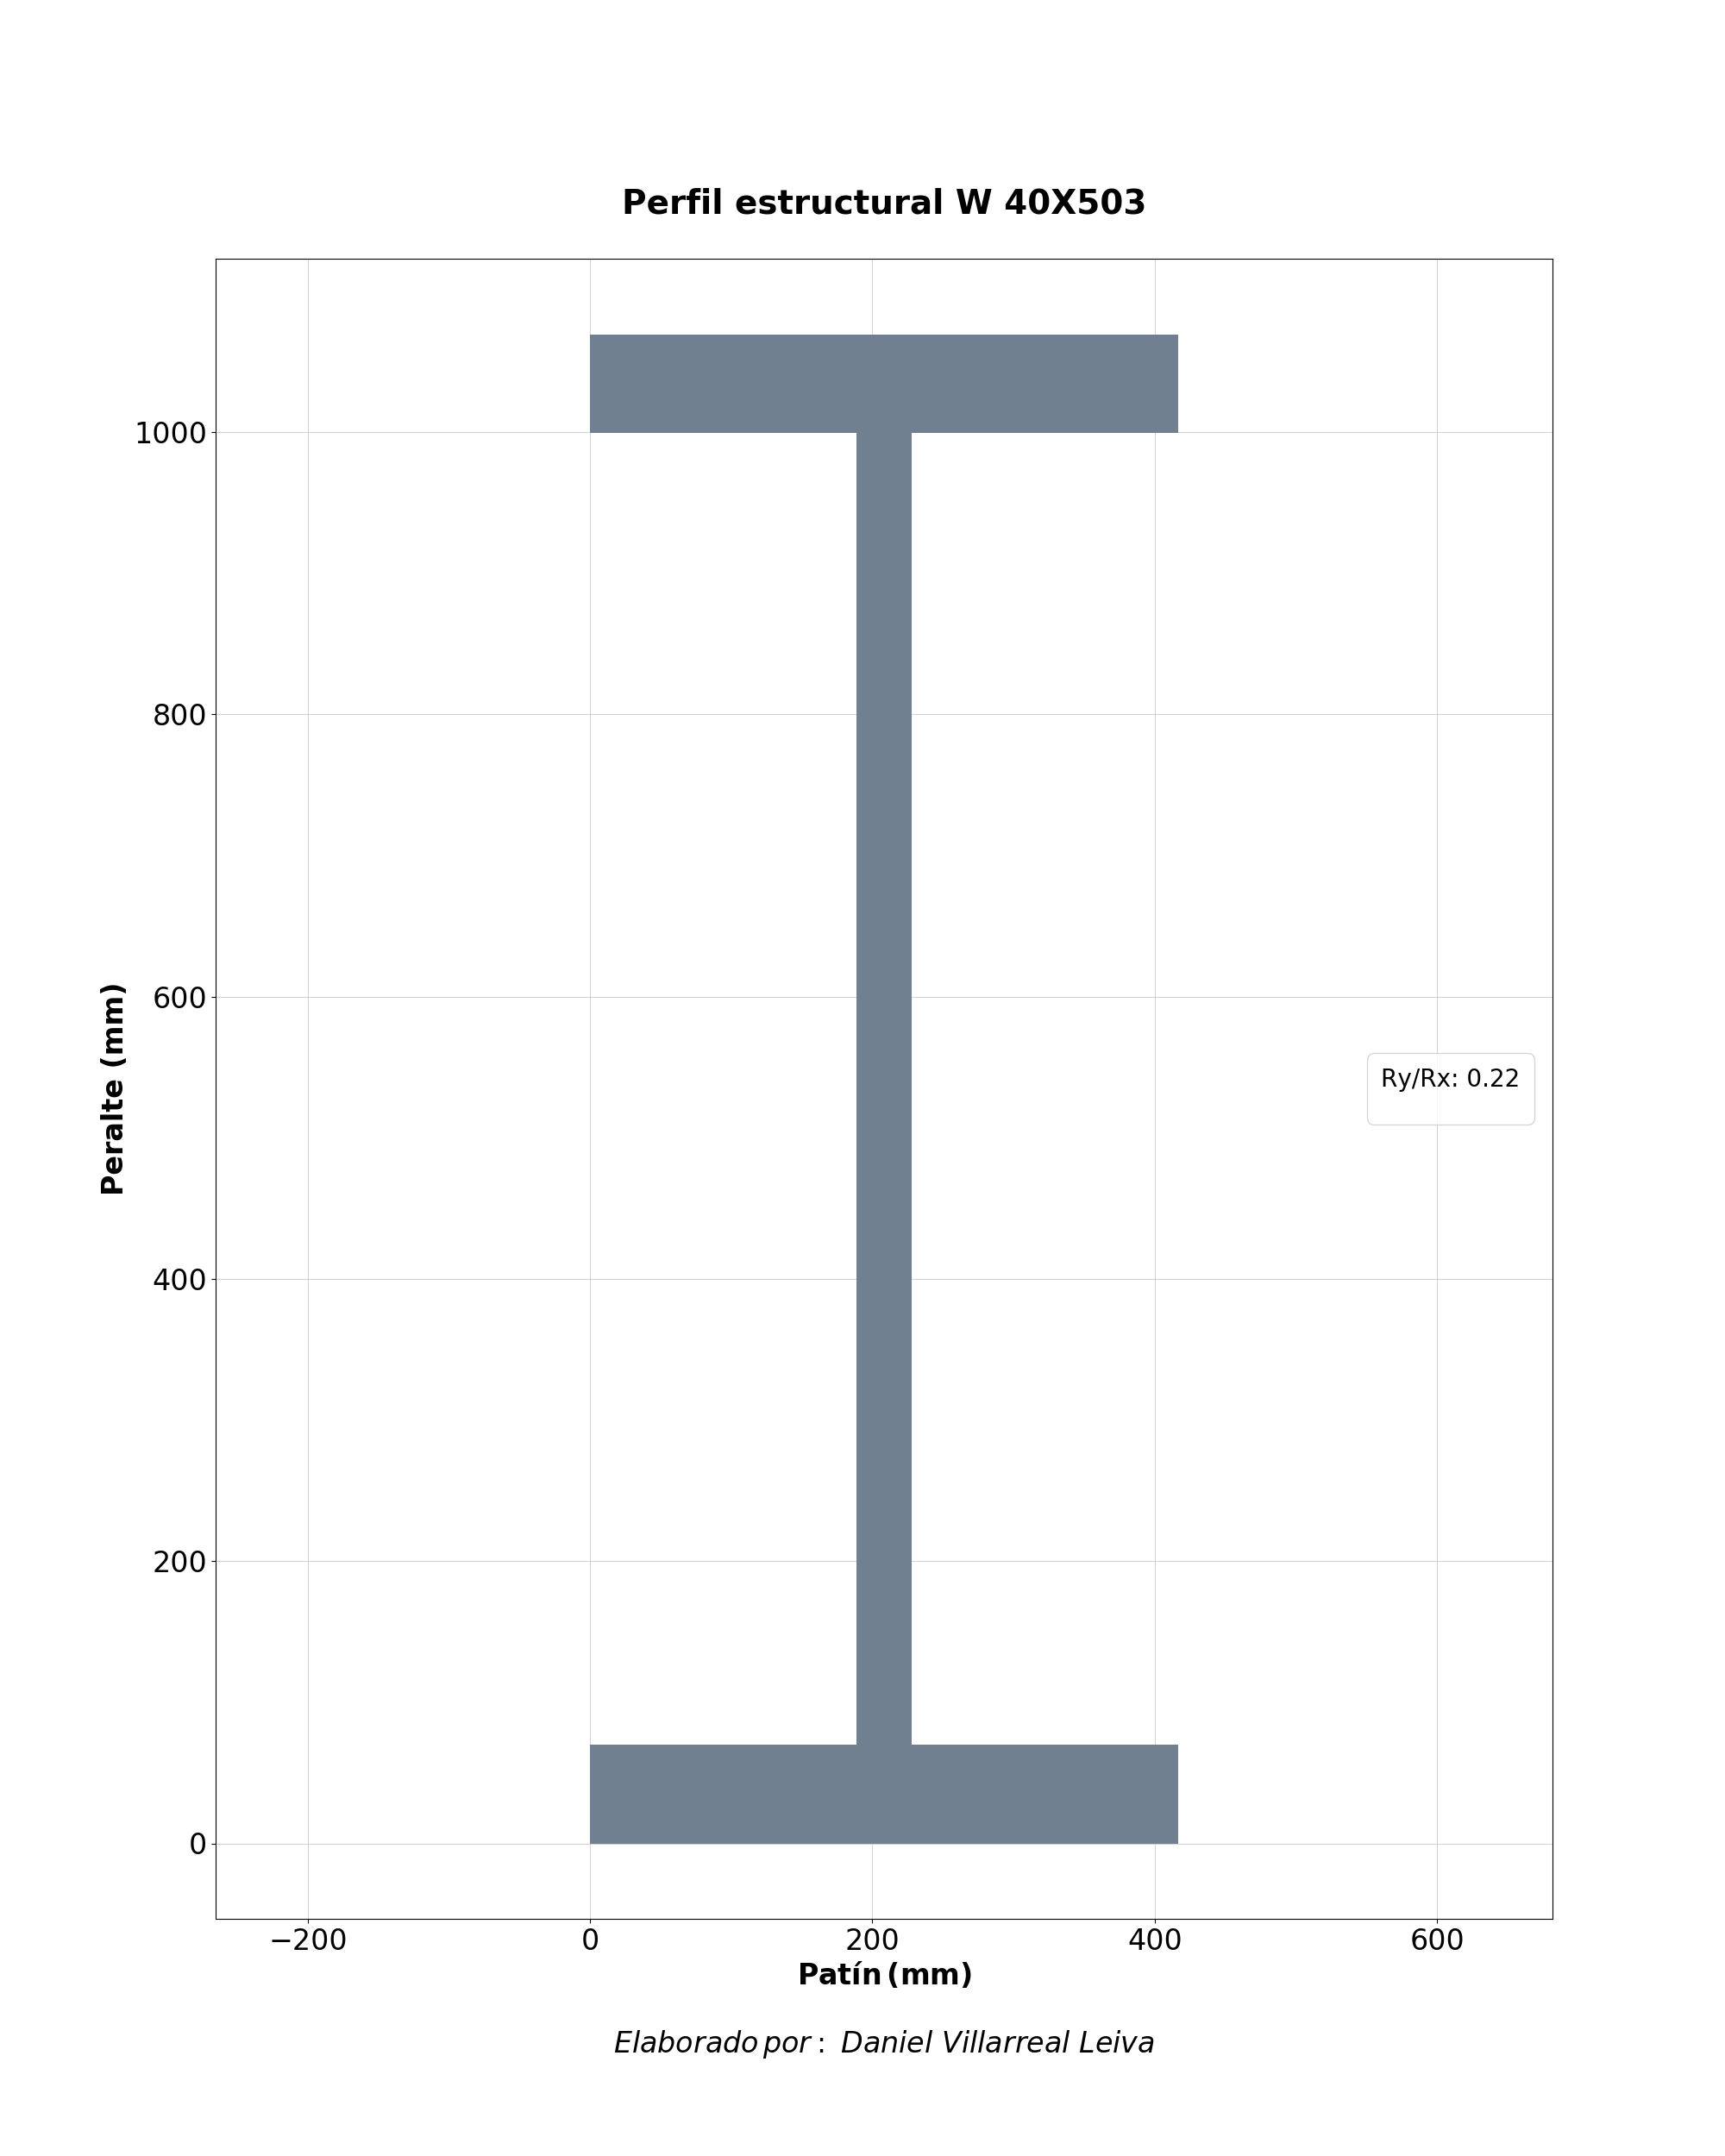 Perfil estructural W 40X503
1000
800
600
400
200
0
Peralte (mm)
Ry/Rx: 0.22
−200 0 200 400 600
Patín (mm)
Elaborado por: Daniel Villarreal Leiva